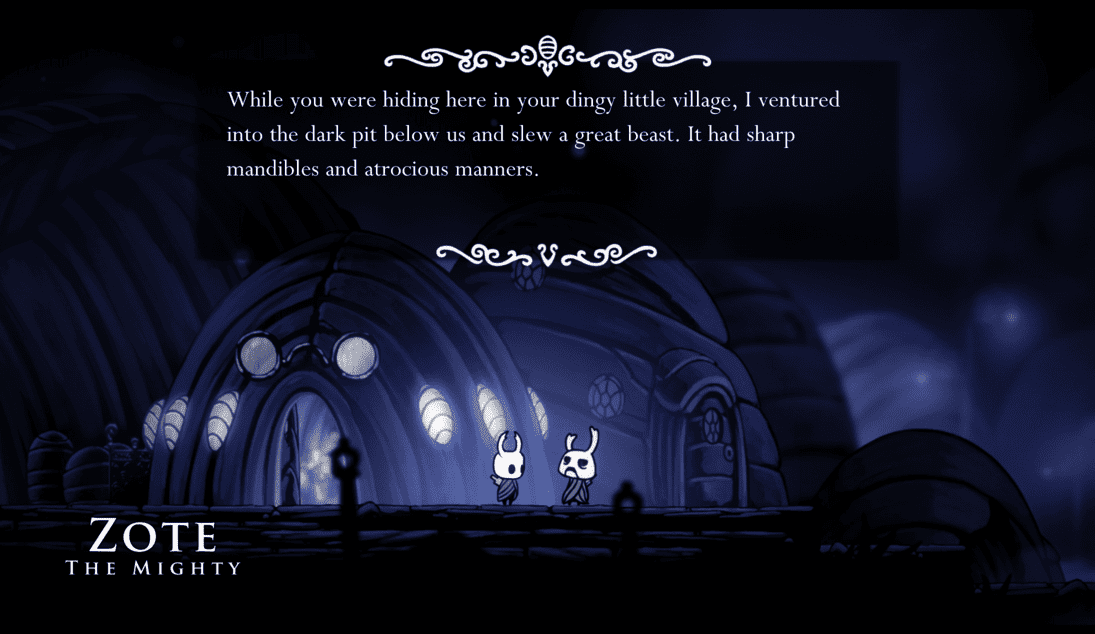 While you were hiding here in your dingy little village, I ventured
into the dark pit below us and slew a great beast. It had sharp
mandibles and atrocious manners.
ZOTE
THE MIGHTY